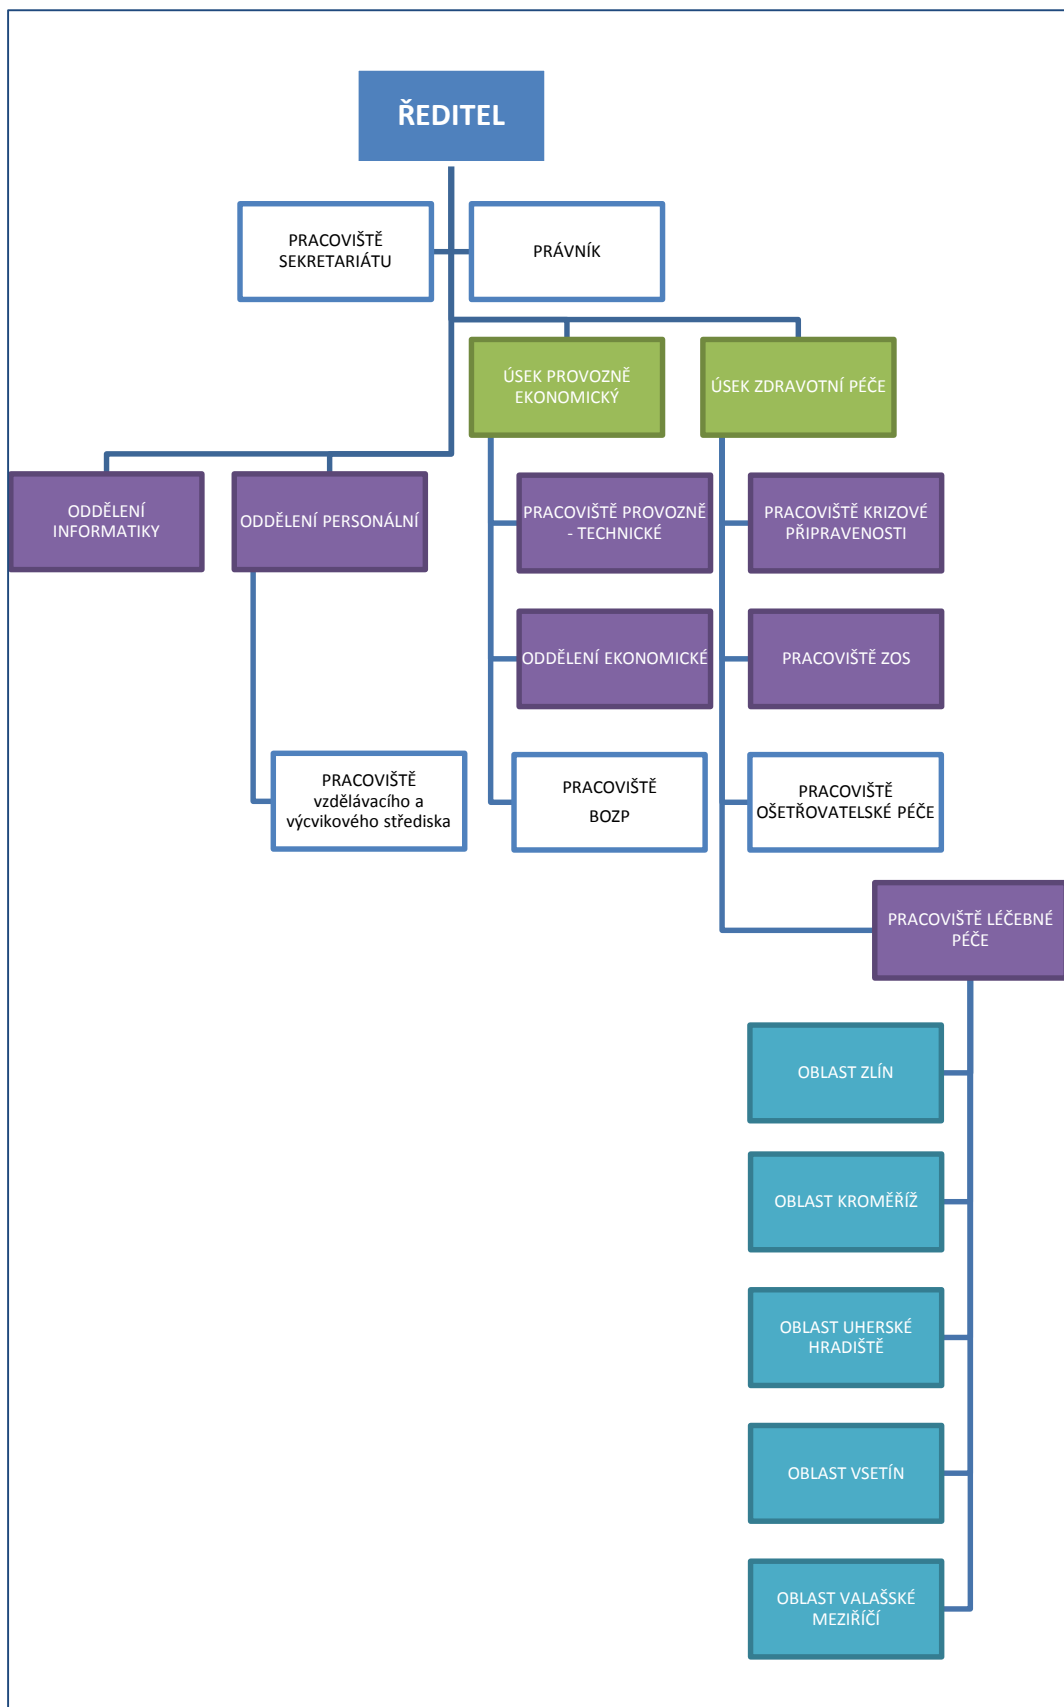 ŘEDITEL
PRACOVIŠTĚ
SEKRETARIÁTU
PRÁVNÍK
ÚSEK PROVOZNĚ
EKONOMICKÝ
ÚSEK ZDRAVOTNÍ PÉČE
ODDĚLENÍ
INFORMATIKY
ODDĚLENÍ PERSONÁLNÍ
PRACOVIŠTĚ PROVOZNĚ
- TECHNICKÉ
PRACOVIŠTĚ KRIZOVÉ
PŘIPRAVENOSTI
ODDĚLENÍ EKONOMICKÉ
PRACOVIŠTĚ ZOS
PRACOVIŠTĚ
vzdělávacího a
výcvikového střediska
PRACOVIŠTĚ
BOZP
PRACOVIŠTĚ
OŠETŘOVATELSKÉ PÉČE
PRACOVIŠTĚ LÉČEBNÉ
PÉČE
OBLAST ZLÍN
OBLAST KROMĚŘÍŽ
OBLAST UHERSKÉ
HRADIŠTĚ
OBLAST VSETÍN
OBLAST VALAŠSKÉ
MEZIŘÍČÍ